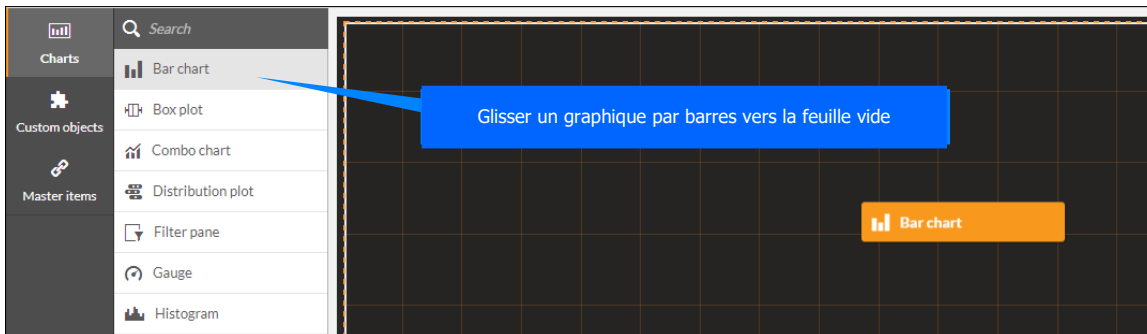 Charts
Custom objects
Master items
Search
Bar chart
Box plot
Combo chart
Distribution plot
Filter pane
Gauge
Histogram
Glisser un graphique par barres vers la feuille vide
Bar chart